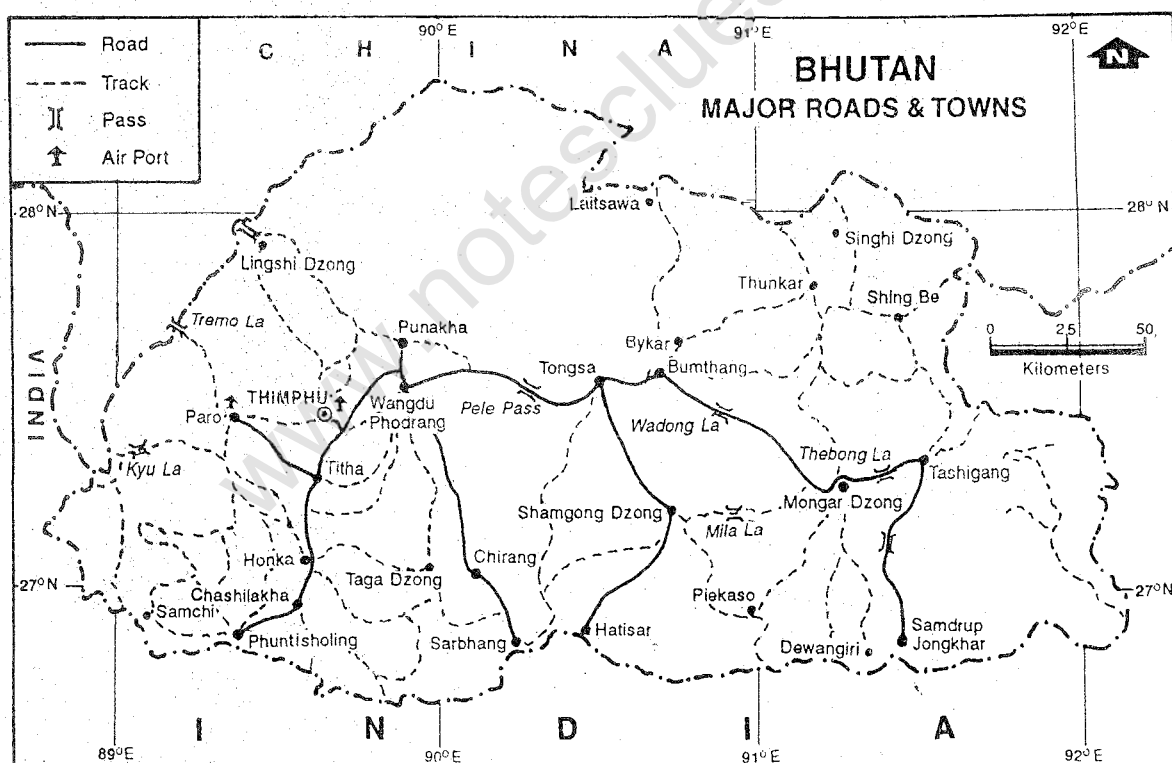 Road
Track
Pass
Air Port
C H I N A
90° E
91° E
92° E
N
BHUTAN
MAJOR ROADS & TOWNS
28° N
28° N
Laitsawa
Singhi Dzong
Lingshi Dzong
Thunkar
Shing Be
Tremo La
Punakha
Bykar
0 25 50
Kilometers
Tongsa
Bumthang
INDIA
THIMPHU
Paro
Wangdu
Phodrang
Pele Pass
Wadong La
Kyu La
Titha
Thebong La
Tashigang
Mongar Dzong
Shamgong Dzong
Mila La
Honka
Chirang
Taga Dzong
27° N
27° N
Chashilakha
Piekaso
Samchi
Phuntisholing
Sarbhang
Hatisar
Dewangiri
Samdrup
Jongkhar
I N D I A
89° E
90° E
91° E
92° E
www.notesclues